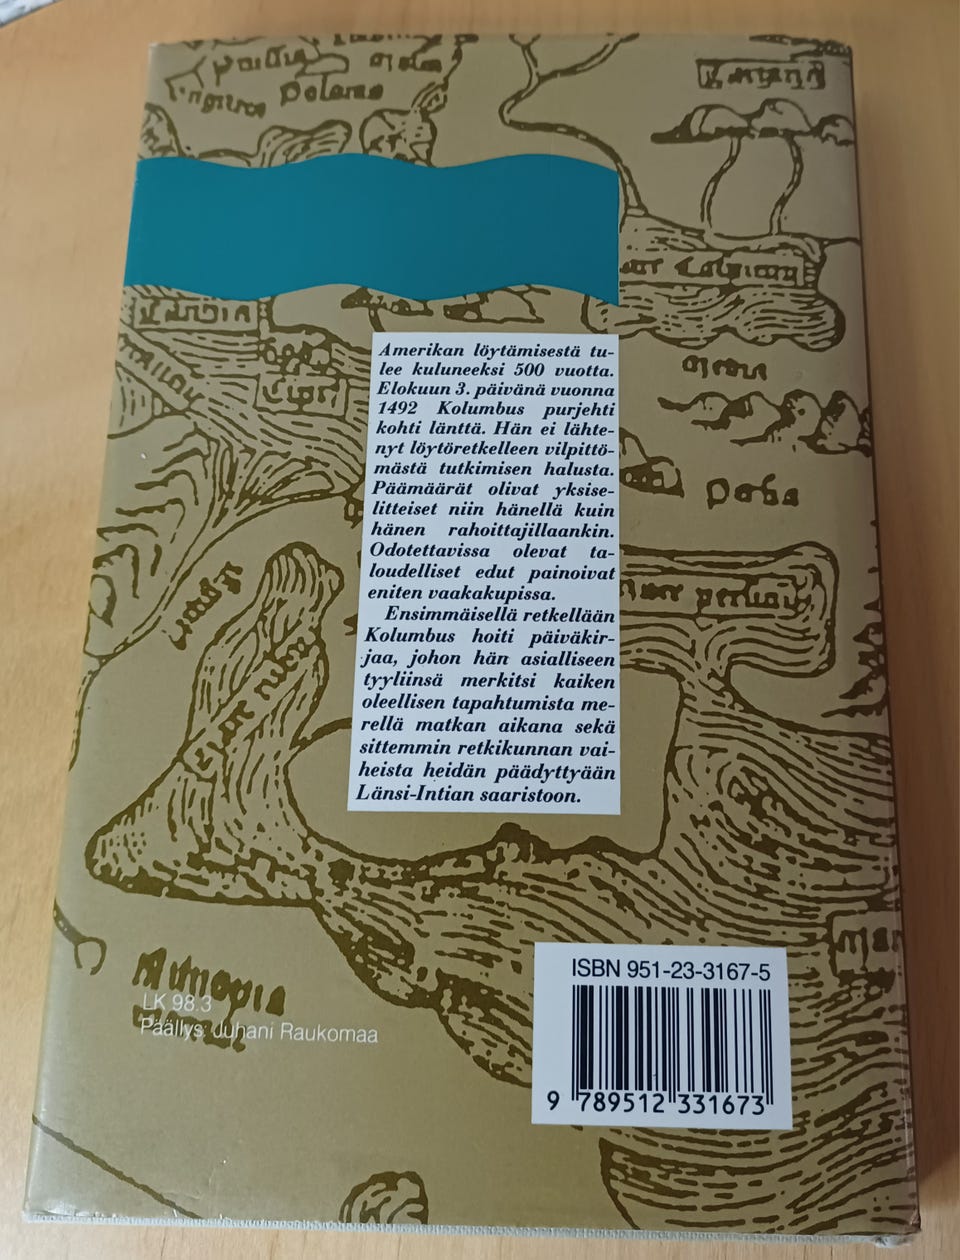 Amerikan löytämisestä tu-
lee kuluneeksi 500 vuotta.
Elokuun 3. päivänä vuonna
1492 Kolumbus purjehti
kohti länttä. Hän ei lähte-
nyt löytöretkelleen vilpittö-
mästä tutkimisen halusta.
Päämäärät olivat yksise-
litteiset niin hänellä kuin
hänen rahoittajillaankin.
Odotettavissa olevat ta-
loudelliset edut painoivat
eniten vaakakupissa.
Ensimmäisellä retkellään
Kolumbus hoiti päiväkir-
jaa, johon hän asialliseen
tyyliinsä merkitsi kaiken
oleellisen tapahtumista me-
rellä matkan aikana sekä
sittemmin retkikunnan vai-
heista heidän päädyttyään
Länsi-Intian saaristoon.
LK 98.3
Päällys: Juhani Raukomaa
ISBN 951-23-3167-5
9 789512 331673